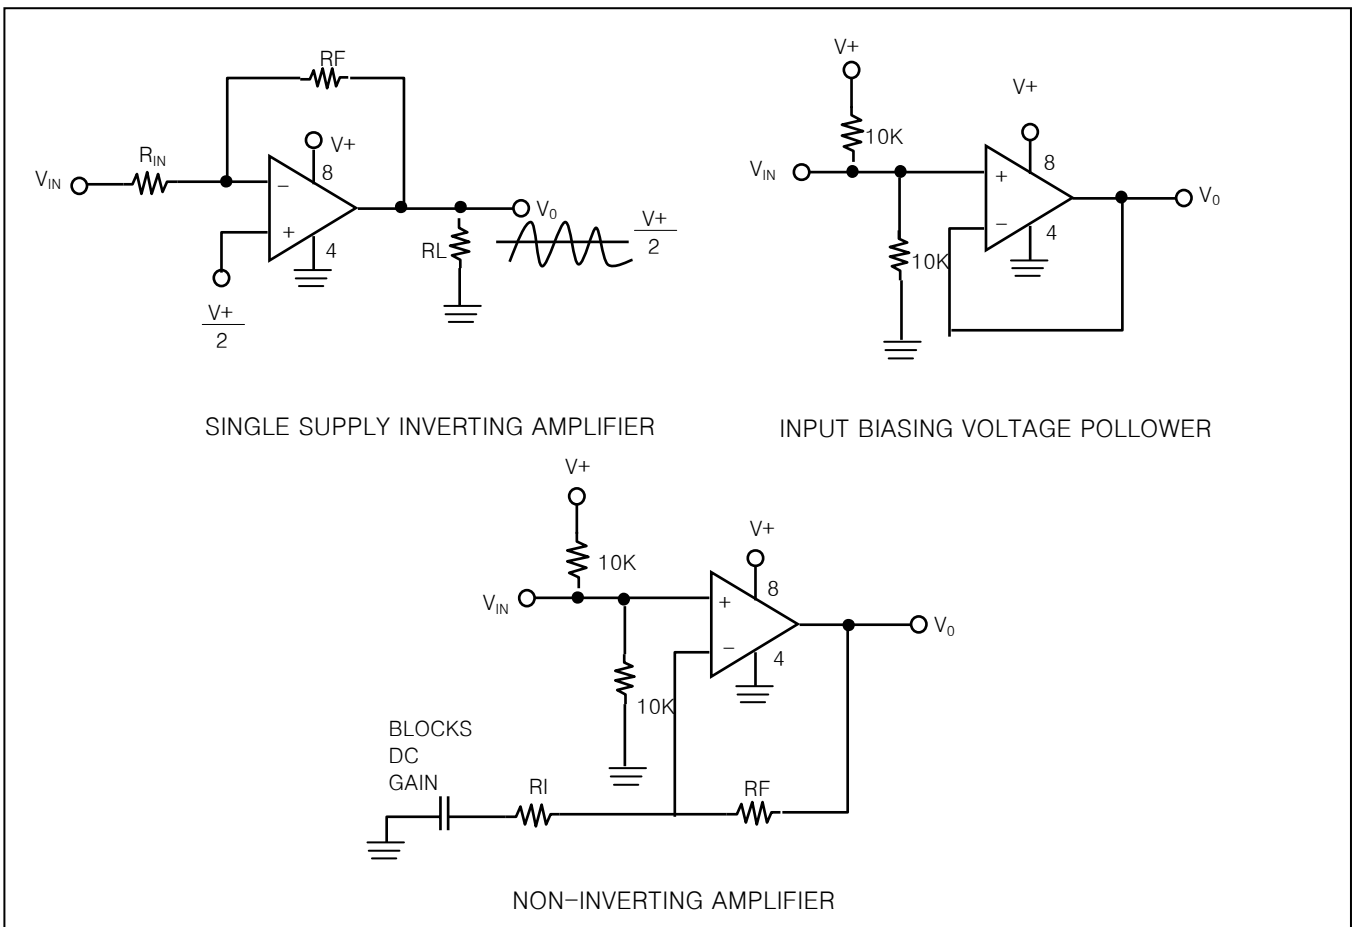 RF
V+
8
R_IN
V_IN
−
+
4
V+
2
RL
V_0
V+
2
SINGLE SUPPLY INVERTING AMPLIFIER
V+
10K
V_IN
10K
V+
8
+
−
4
V_0
INPUT BIASING VOLTAGE POLLOWER
V+
10K
V_IN
10K
V+
8
+
−
4
V_0
BLOCKS
DC
GAIN
RI
RF
NON−INVERTING AMPLIFIER